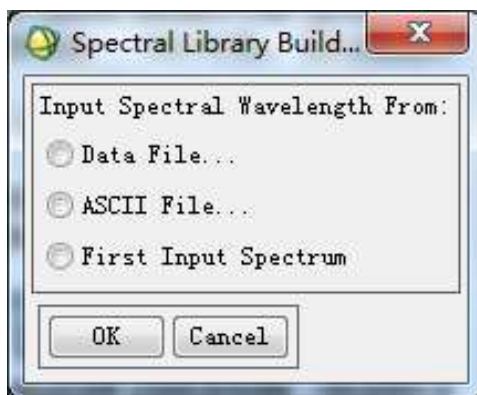 Spectral Library Build...
Input Spectral Wavelength From:
Data File...
ASCII File...
First Input Spectrum
OK Cancel